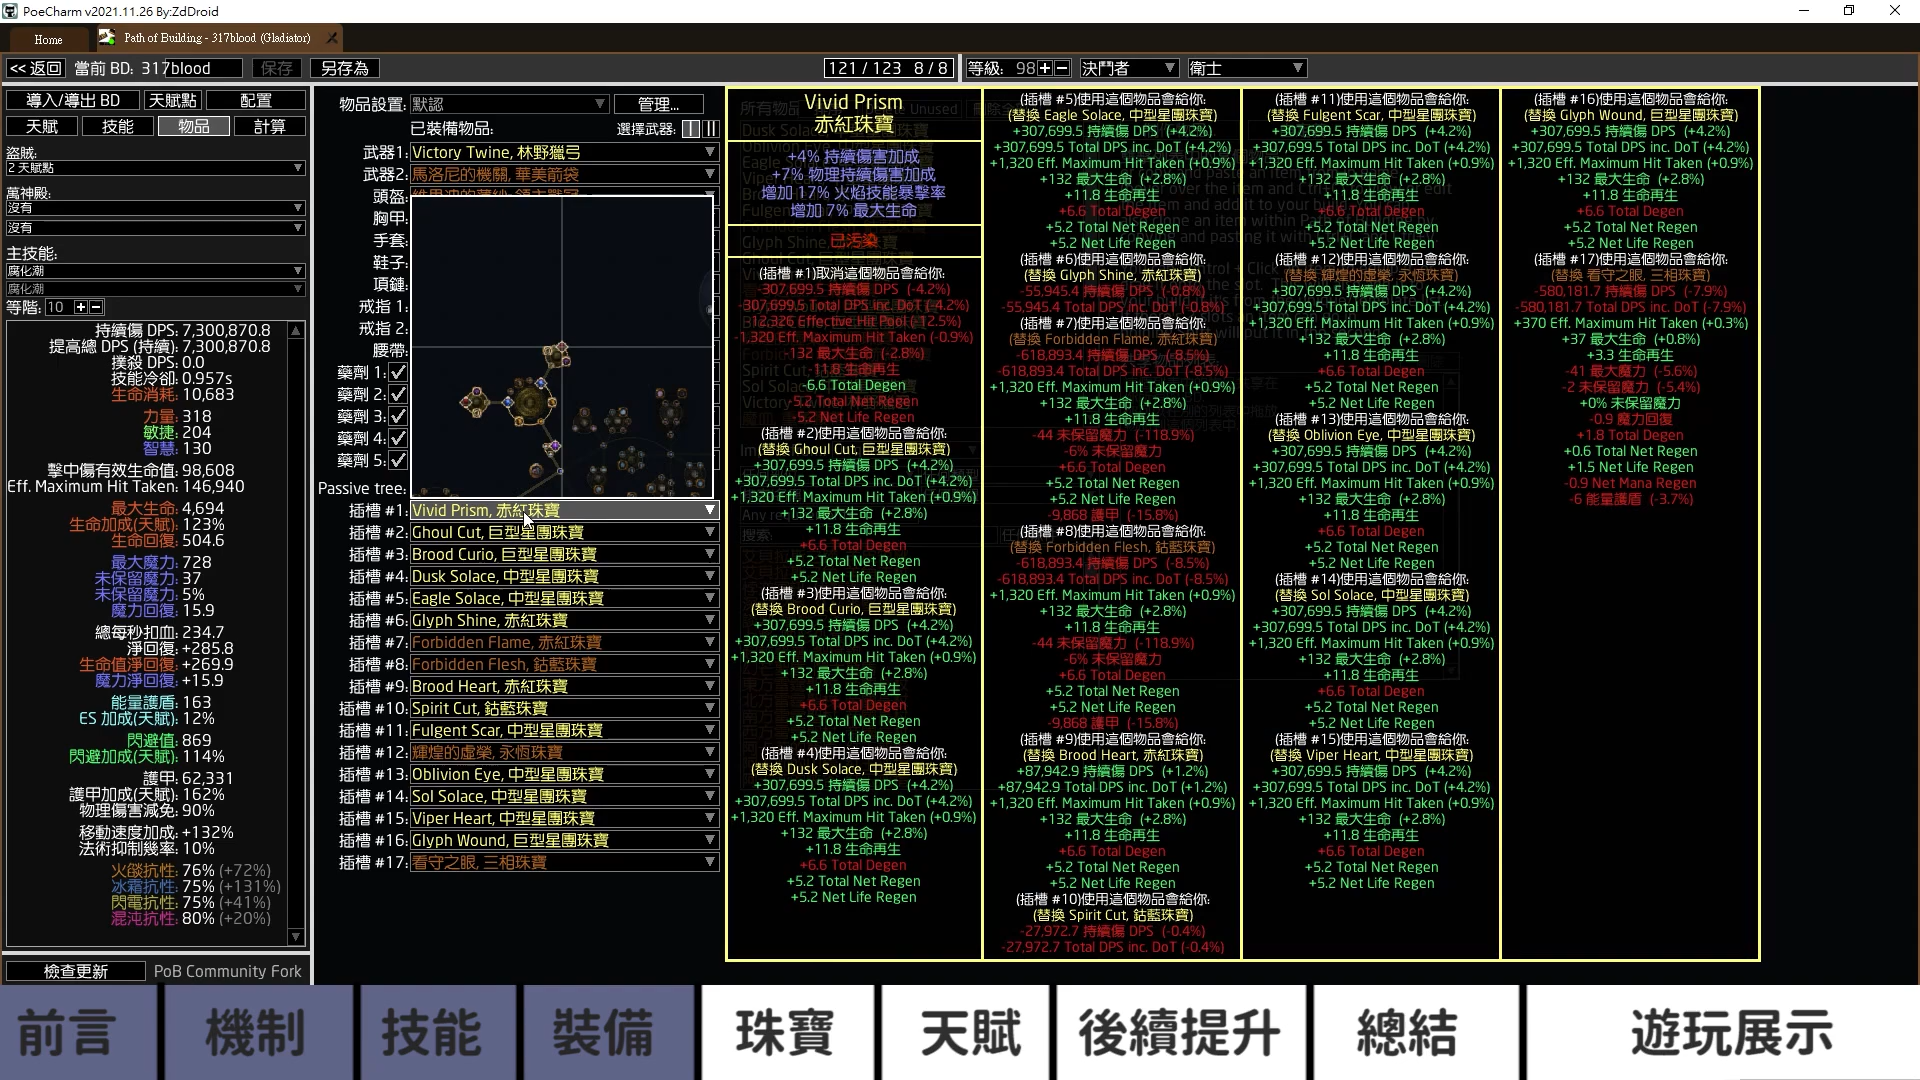 PoeCharm v2021.11.26 By:ZdDroid
Home
Path of Building - 317blood (Gladiator)
<< 返回 當前 BD: 317blood 保存 另存為
121 / 123 8 / 8 等級: 98 + - 決鬥者 衛士
導入/導出 BD 天賦點 配置
天賦 技能 物品 計算
盜賊:
2 天賦點
萬神殿:
沒有
沒有
主技能:
腐化潮
腐化潮
等階: 10 + -
持續傷 DPS: 7,300,870.8
提高總 DPS (持續): 7,300,870.8
撲殺 DPS: 0.0
技能冷卻: 0.957s
生命消耗: 10,683
力量: 318
敏捷: 204
智慧: 130
擊中傷有效生命值: 98,608
Eff. Maximum Hit Taken: 146,940
最大生命: 4,694
生命加成(天賦): 123%
生命回復: 504.6
最大魔力: 728
未保留魔力: 37
未保留魔力: 5%
魔力回復: 15.9
總每秒扣血: 234.7
淨回復: +285.8
生命值淨回復: +269.9
魔力淨回復: +15.9
能量護盾: 163
ES 加成(天賦): 12%
閃避值: 869
閃避加成(天賦): 114%
護甲: 62,331
護甲加成(天賦): 162%
物理傷害減免: 90%
移動速度加成: +132%
法術抑制幾率: 10%
火燄抗性: 76% (+72%)
冰霜抗性: 75% (+131%)
閃電抗性: 75% (+41%)
混沌抗性: 80% (+20%)
檢查更新 PoB Community Fork
物品設置: 默認 管理...
已裝備物品: 選擇武器: I II
武器1: Victory Twine, 林野獵弓
武器2: 馬洛尼的機關, 華美箭袋
頭盔:
胸甲:
手套:
鞋子:
項鏈:
戒指 1:
戒指 2:
腰帶:
藥劑 1:
藥劑 2:
藥劑 3:
藥劑 4:
藥劑 5:
Passive tree:
插槽 #1: Vivid Prism, 赤紅珠寶
插槽 #2: Ghoul Cut, 巨型星團珠寶
插槽 #3: Brood Curio, 巨型星團珠寶
插槽 #4: Dusk Solace, 中型星團珠寶
插槽 #5: Eagle Solace, 中型星團珠寶
插槽 #6: Glyph Shine, 赤紅珠寶
插槽 #7: Forbidden Flame, 赤紅珠寶
插槽 #8: Forbidden Flesh, 鈷藍珠寶
插槽 #9: Brood Heart, 赤紅珠寶
插槽 #10: Spirit Cut, 鈷藍珠寶
插槽 #11: Fulgent Scar, 中型星團珠寶
插槽 #12: 輝煌的虛榮, 永恆珠寶
插槽 #13: Oblivion Eye, 中型星團珠寶
插槽 #14: Sol Solace, 中型星團珠寶
插槽 #15: Viper Heart, 中型星團珠寶
插槽 #16: Glyph Wound, 巨型星團珠寶
插槽 #17: 看守之眼, 三相珠寶
Vivid Prism
赤紅珠寶
+4% 持續傷害加成
+7% 物理持續傷害加成
增加 17% 火焰技能暴擊率
增加 7% 最大生命
已污染
(插槽 #1)取消這個物品會給你:
-307,699.5 持續傷 DPS (-4.2%)
-307,699.5 Total DPS inc. DoT (-4.2%)
-12,326 Effective Hit Pool (-12.5%)
-1,320 Eff. Maximum Hit Taken (-0.9%)
-132 最大生命 (-2.8%)
-11.8 生命再生
-6.6 Total Degen
-5.2 Total Net Regen
-5.2 Net Life Regen
(插槽 #2)使用這個物品會給你:
(替換 Ghoul Cut, 巨型星團珠寶)
+307,699.5 持續傷 DPS (+4.2%)
+307,699.5 Total DPS inc. DoT (+4.2%)
+1,320 Eff. Maximum Hit Taken (+0.9%)
+132 最大生命 (+2.8%)
+11.8 生命再生
+6.6 Total Degen
+5.2 Total Net Regen
+5.2 Net Life Regen
(插槽 #3)使用這個物品會給你:
(替換 Brood Curio, 巨型星團珠寶)
+307,699.5 持續傷 DPS (+4.2%)
+307,699.5 Total DPS inc. DoT (+4.2%)
+1,320 Eff. Maximum Hit Taken (+0.9%)
+132 最大生命 (+2.8%)
+11.8 生命再生
+6.6 Total Degen
+5.2 Total Net Regen
+5.2 Net Life Regen
(插槽 #4)使用這個物品會給你:
(替換 Dusk Solace, 中型星團珠寶)
+307,699.5 持續傷 DPS (+4.2%)
+307,699.5 Total DPS inc. DoT (+4.2%)
+1,320 Eff. Maximum Hit Taken (+0.9%)
+132 最大生命 (+2.8%)
+11.8 生命再生
+6.6 Total Degen
+5.2 Total Net Regen
+5.2 Net Life Regen
(插槽 #5)使用這個物品會給你:
(替換 Eagle Solace, 中型星團珠寶)
+307,699.5 持續傷 DPS (+4.2%)
+307,699.5 Total DPS inc. DoT (+4.2%)
+1,320 Eff. Maximum Hit Taken (+0.9%)
+132 最大生命 (+2.8%)
+11.8 生命再生
+6.6 Total Degen
+5.2 Total Net Regen
+5.2 Net Life Regen
(插槽 #6)使用這個物品會給你:
(替換 Glyph Shine, 赤紅珠寶)
-55,945.4 持續傷 DPS (-0.8%)
-55,945.4 Total DPS inc. DoT (-0.8%)
(插槽 #7)使用這個物品會給你:
(替換 Forbidden Flame, 赤紅珠寶)
-618,893.4 持續傷 DPS (-8.5%)
-618,893.4 Total DPS inc. DoT (-8.5%)
+1,320 Eff. Maximum Hit Taken (+0.9%)
+132 最大生命 (+2.8%)
+11.8 生命再生
-44 未保留魔力 (-118.9%)
-6% 未保留魔力
+6.6 Total Degen
+5.2 Total Net Regen
+5.2 Net Life Regen
-9,868 護甲 (-15.8%)
(插槽 #8)使用這個物品會給你:
(替換 Forbidden Flesh, 鈷藍珠寶)
-618,893.4 持續傷 DPS (-8.5%)
-618,893.4 Total DPS inc. DoT (-8.5%)
+1,320 Eff. Maximum Hit Taken (+0.9%)
+132 最大生命 (+2.8%)
+11.8 生命再生
-44 未保留魔力 (-118.9%)
-6% 未保留魔力
+6.6 Total Degen
+5.2 Total Net Regen
+5.2 Net Life Regen
-9,868 護甲 (-15.8%)
(插槽 #9)使用這個物品會給你:
(替換 Brood Heart, 赤紅珠寶)
+87,942.9 持續傷 DPS (+1.2%)
+87,942.9 Total DPS inc. DoT (+1.2%)
+1,320 Eff. Maximum Hit Taken (+0.9%)
+132 最大生命 (+2.8%)
+11.8 生命再生
+6.6 Total Degen
+5.2 Total Net Regen
+5.2 Net Life Regen
(插槽 #10)使用這個物品會給你:
(替換 Spirit Cut, 鈷藍珠寶)
-27,972.7 持續傷 DPS (-0.4%)
-27,972.7 Total DPS inc. DoT (-0.4%)
(插槽 #11)使用這個物品會給你:
(替換 Fulgent Scar, 中型星團珠寶)
+307,699.5 持續傷 DPS (+4.2%)
+307,699.5 Total DPS inc. DoT (+4.2%)
+1,320 Eff. Maximum Hit Taken (+0.9%)
+132 最大生命 (+2.8%)
+11.8 生命再生
+6.6 Total Degen
+5.2 Total Net Regen
+5.2 Net Life Regen
(插槽 #12)使用這個物品會給你:
(替換 輝煌的虛榮, 永恆珠寶)
+307,699.5 持續傷 DPS (+4.2%)
+307,699.5 Total DPS inc. DoT (+4.2%)
+1,320 Eff. Maximum Hit Taken (+0.9%)
+132 最大生命 (+2.8%)
+11.8 生命再生
+6.6 Total Degen
+5.2 Total Net Regen
+5.2 Net Life Regen
(插槽 #13)使用這個物品會給你:
(替換 Oblivion Eye, 中型星團珠寶)
+307,699.5 持續傷 DPS (+4.2%)
+307,699.5 Total DPS inc. DoT (+4.2%)
+1,320 Eff. Maximum Hit Taken (+0.9%)
+132 最大生命 (+2.8%)
+11.8 生命再生
+6.6 Total Degen
+5.2 Total Net Regen
+5.2 Net Life Regen
(插槽 #14)使用這個物品會給你:
(替換 Sol Solace, 中型星團珠寶)
+307,699.5 持續傷 DPS (+4.2%)
+307,699.5 Total DPS inc. DoT (+4.2%)
+1,320 Eff. Maximum Hit Taken (+0.9%)
+132 最大生命 (+2.8%)
+11.8 生命再生
+6.6 Total Degen
+5.2 Total Net Regen
+5.2 Net Life Regen
(插槽 #15)使用這個物品會給你:
(替換 Viper Heart, 中型星團珠寶)
+307,699.5 持續傷 DPS (+4.2%)
+307,699.5 Total DPS inc. DoT (+4.2%)
+1,320 Eff. Maximum Hit Taken (+0.9%)
+132 最大生命 (+2.8%)
+11.8 生命再生
+6.6 Total Degen
+5.2 Total Net Regen
+5.2 Net Life Regen
(插槽 #16)使用這個物品會給你:
(替換 Glyph Wound, 巨型星團珠寶)
+307,699.5 持續傷 DPS (+4.2%)
+307,699.5 Total DPS inc. DoT (+4.2%)
+1,320 Eff. Maximum Hit Taken (+0.9%)
+132 最大生命 (+2.8%)
+11.8 生命再生
+6.6 Total Degen
+5.2 Total Net Regen
+5.2 Net Life Regen
(插槽 #17)使用這個物品會給你:
(替換 看守之眼, 三相珠寶)
-580,181.7 持續傷 DPS (-7.9%)
-580,181.7 Total DPS inc. DoT (-7.9%)
+370 Eff. Maximum Hit Taken (+0.3%)
+37 最大生命 (+0.8%)
+3.3 生命再生
-41 最大魔力 (-5.6%)
-2 未保留魔力 (-5.4%)
+0% 未保留魔力
-0.9 魔力回復
+1.8 Total Degen
+0.6 Total Net Regen
+1.5 Net Life Regen
-0.9 Net Mana Regen
-6 能量護盾 (-3.7%)
前言 機制 技能 裝備 珠寶 天賦 後續提升 總結 遊玩展示